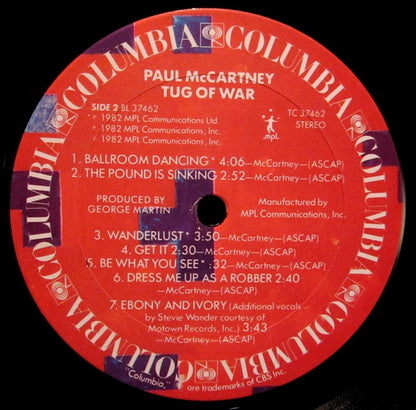 COLUMBIA COLUMBIA COLUMBIA COLUMBIA COLUMBIA COLUMBIA
PAUL McCARTNEY
TUG OF WAR
SIDE 2 BL 37462
TC 37462
℗ 1982 MPL Communications Ltd.
STEREO
* ℗ 1982 MPL Communications, Inc.
© 1982 MPL Communications, Inc.
mpl
1. BALLROOM DANCING * 4:06—McCartney—(ASCAP)
2. THE POUND IS SINKING 2:52—McCartney—(ASCAP)
PRODUCED BY
GEORGE MARTIN
Manufactured by
MPL Communications, Inc.
3. WANDERLUST * 3:50—McCartney—(ASCAP)
4. GET IT 2:30—McCartney—(ASCAP)
5. BE WHAT YOU SEE * :32—McCartney—(ASCAP)
6. DRESS ME UP AS A ROBBER 2:40
—McCartney—(ASCAP)
7. EBONY AND IVORY (Additional vocals —
by Stevie Wonder courtesy of
Motown Records, Inc.) 3:43
—McCartney—(ASCAP)
"Columbia,"
are trademarks of CBS Inc.